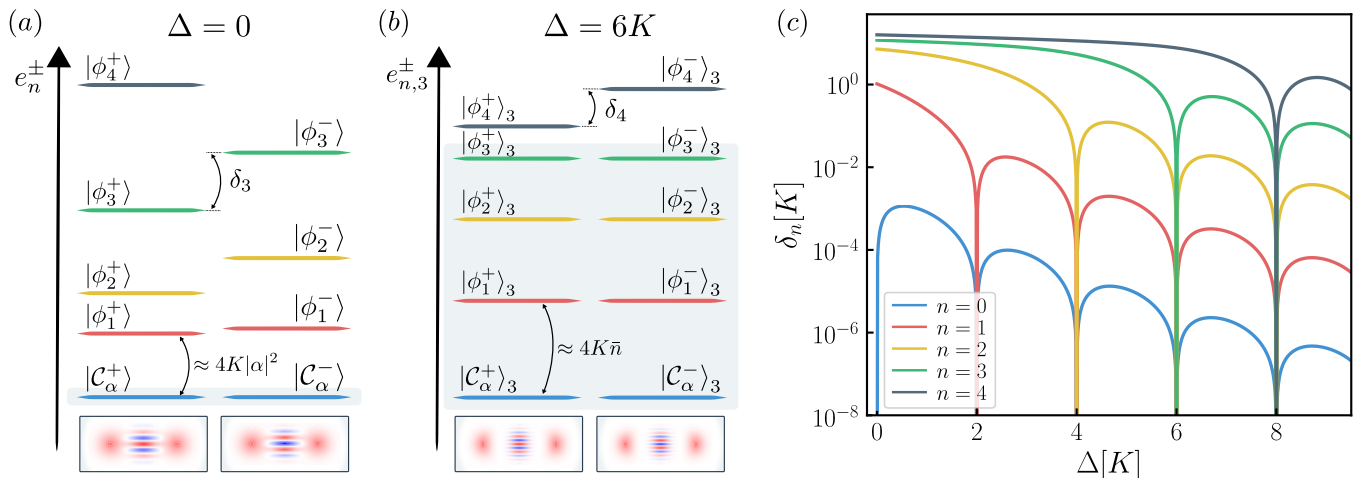 (a)
Δ = 0
e_n^±
|ϕ_4^+⟩
|ϕ_3^-⟩
δ_3
|ϕ_3^+⟩
|ϕ_2^-⟩
|ϕ_2^+⟩
|ϕ_1^+⟩
|ϕ_1^-⟩
≈ 4K|α|^2
|𝒞_α^+⟩
|𝒞_α^-⟩
(b)
Δ = 6K
e_{n,3}^±
|ϕ_4^-⟩_3
|ϕ_4^+⟩_3
δ_4
|ϕ_3^+⟩_3
|ϕ_3^-⟩_3
|ϕ_2^+⟩_3
|ϕ_2^-⟩_3
|ϕ_1^+⟩_3
|ϕ_1^-⟩_3
≈ 4Kn̄
|𝒞_α^+⟩_3
|𝒞_α^-⟩_3
(c)
δ_n[K]
10^0
10^{-2}
10^{-4}
10^{-6}
10^{-8}
n = 0
n = 1
n = 2
n = 3
n = 4
0 2 4 6 8
Δ[K]